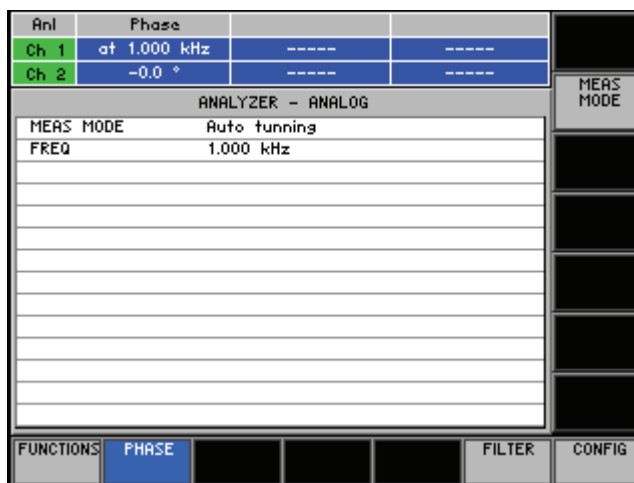 Anl Phase
Ch 1 at 1.000 kHz ----- -----
Ch 2 -0.0 ° ----- -----
MEAS MODE
ANALYZER - ANALOG
MEAS MODE Auto tunning
FREQ 1.000 kHz
FUNCTIONS PHASE FILTER CONFIG